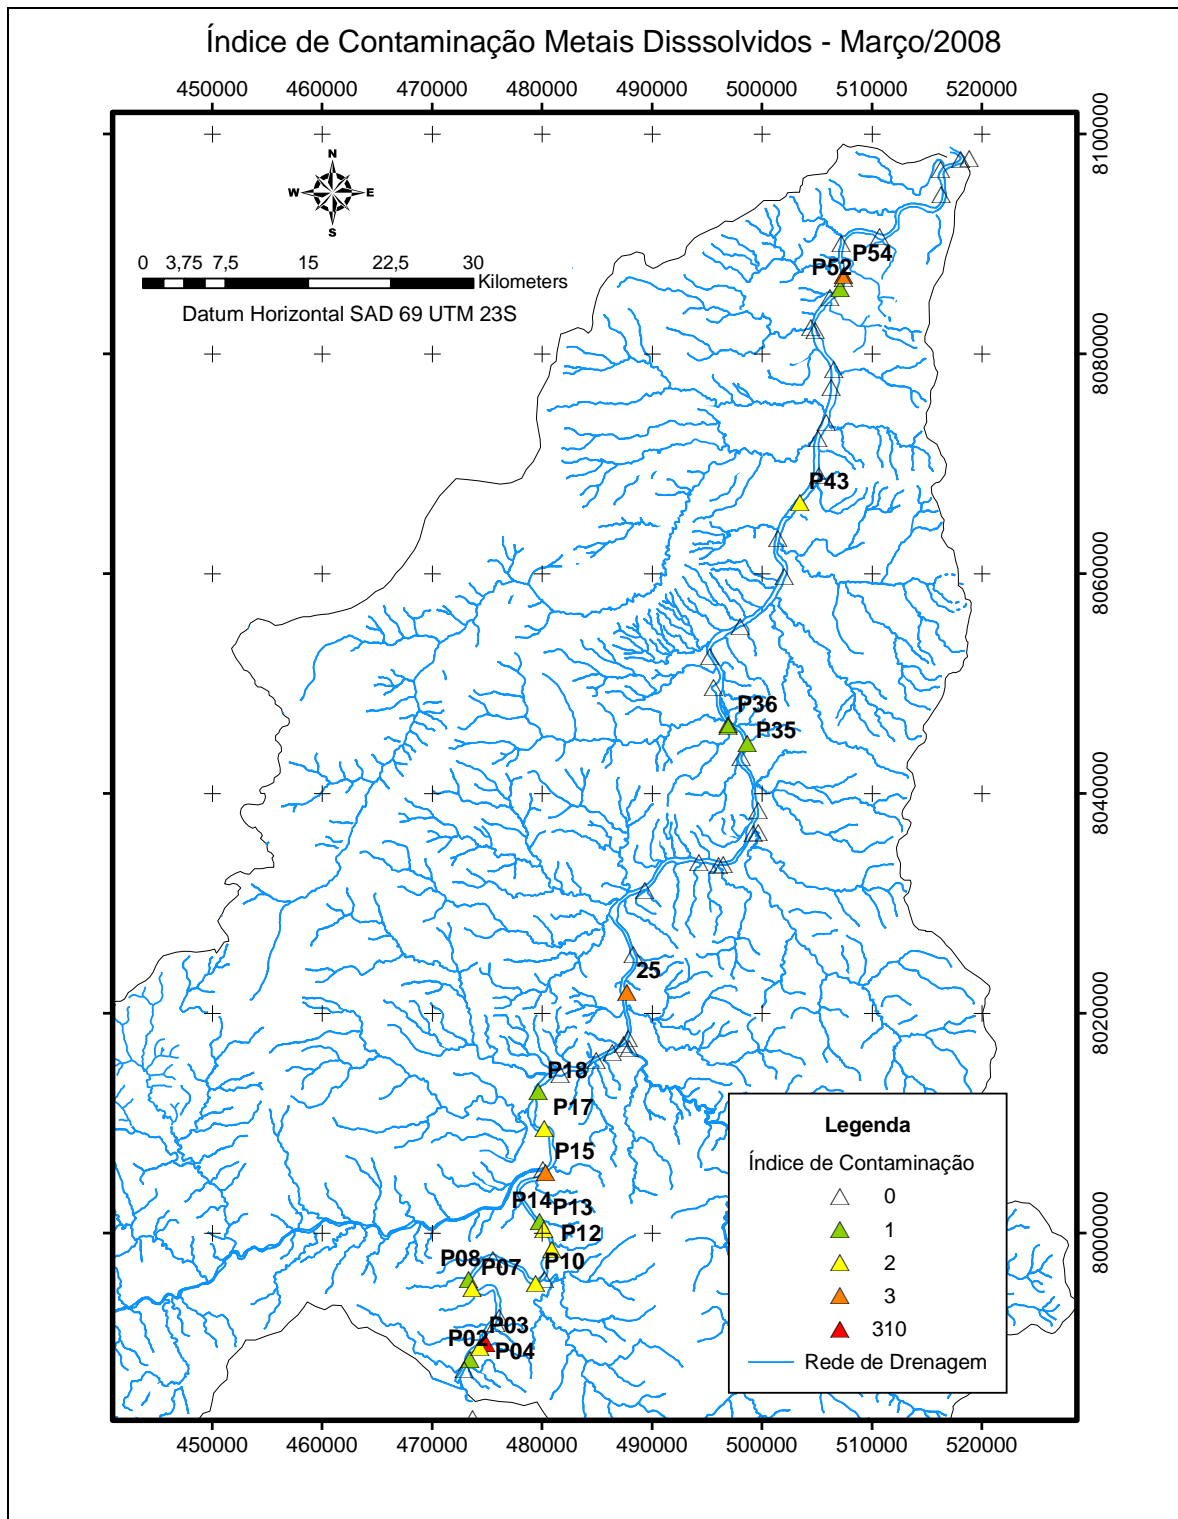 Índice de Contaminação Metais Disssolvidos - Março/2008
450000 460000 470000 480000 490000 500000 510000 520000
8100000
N
W E
S
0 3,75 7,5 15 22,5 30
Kilometers
Datum Horizontal SAD 69 UTM 23S
P54
P52
8080000
P43
8060000
P36
P35
8040000
25
8020000
P18
P17
P15
P14
P13
P12
8000000
P08
P07
P10
P03
P02
P04
Legenda
Índice de Contaminação
0
1
2
3
310
Rede de Drenagem
450000 460000 470000 480000 490000 500000 510000 520000